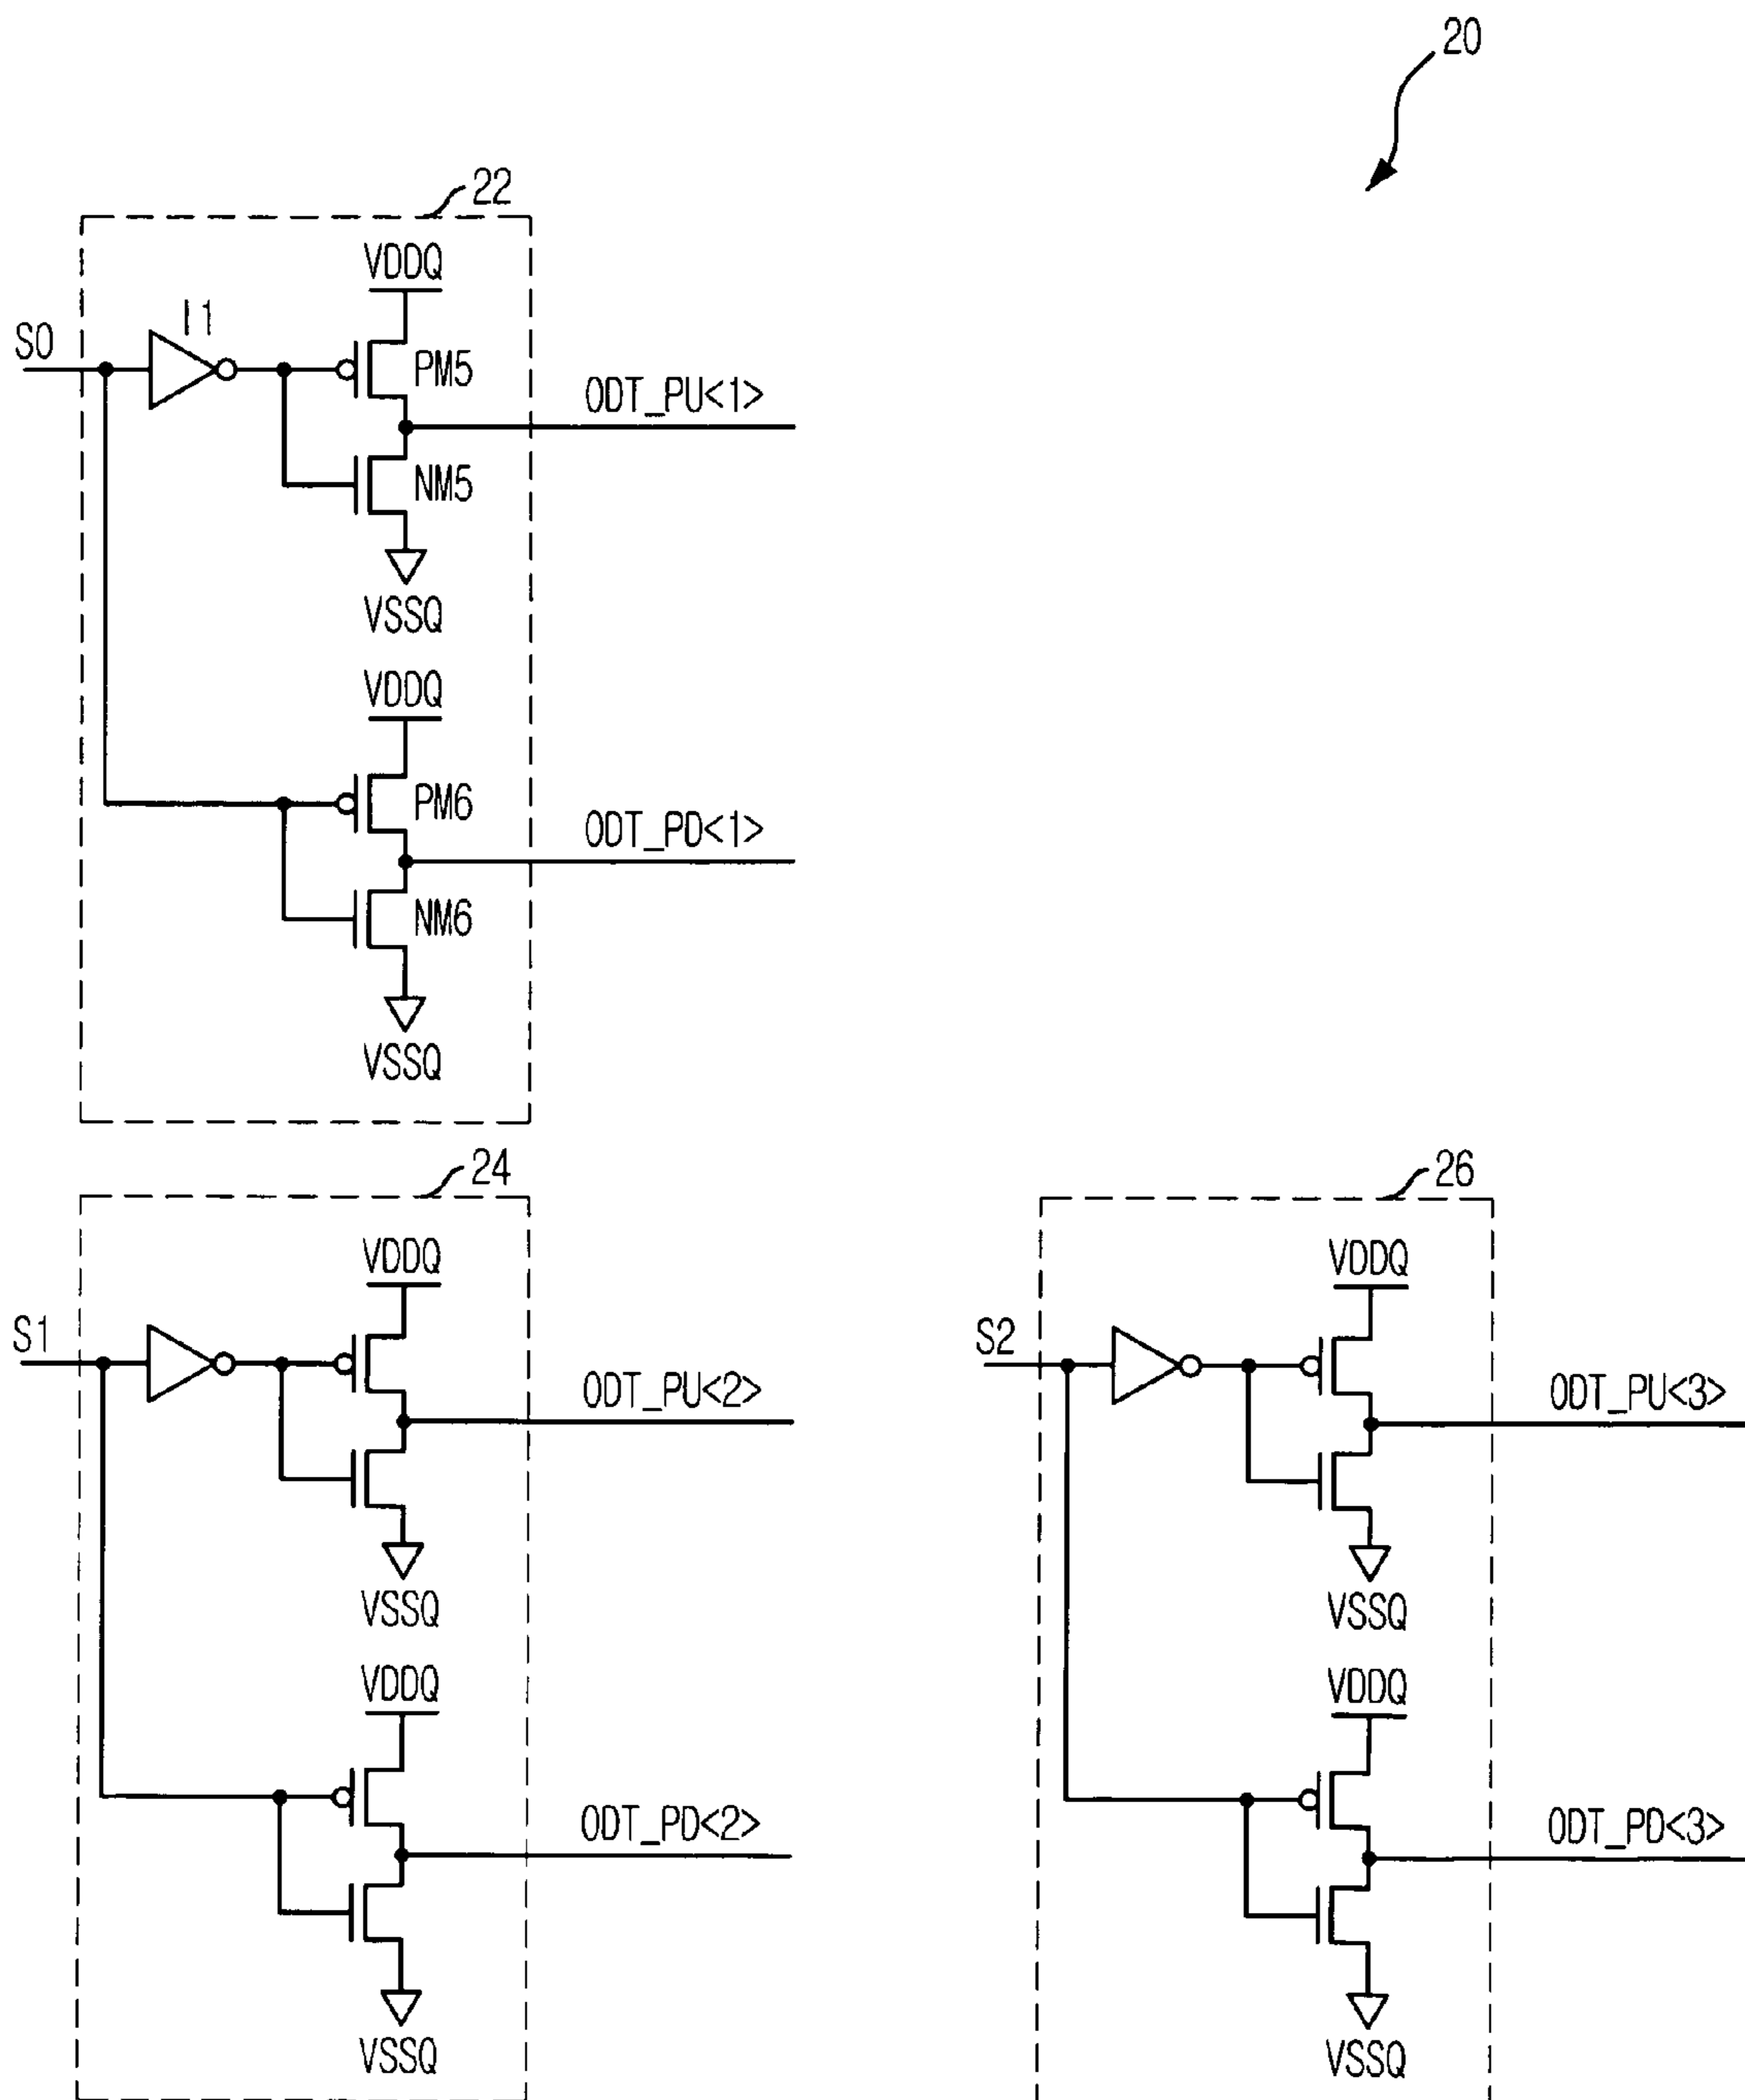 20
22
VDDQ
I1
S0
PM5
ODT_PU<1>
NM5
VSSQ
VDDQ
PM6
ODT_PD<1>
NM6
VSSQ
24
VDDQ
S1
ODT_PU<2>
VSSQ
VDDQ
ODT_PD<2>
VSSQ
26
VDDQ
S2
ODT_PU<3>
VSSQ
VDDQ
ODT_PD<3>
VSSQ